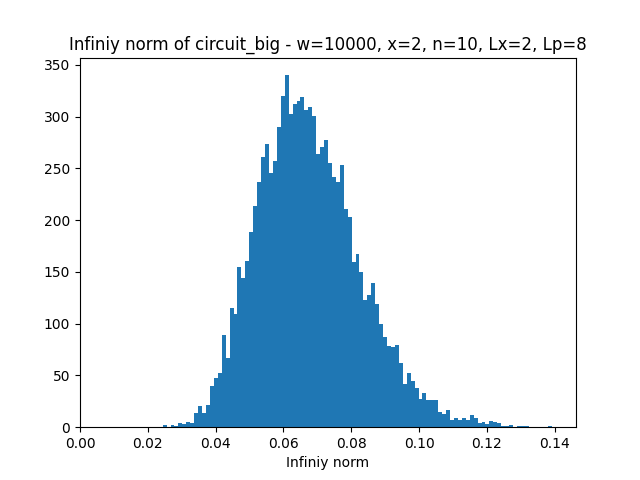 Infiniy norm of circuit_big - w=10000, x=2, n=10, Lx=2, Lp=8
350
300
250
200
150
100
50
0
0.00 0.02 0.04 0.06 0.08 0.10 0.12 0.14
Infiniy norm